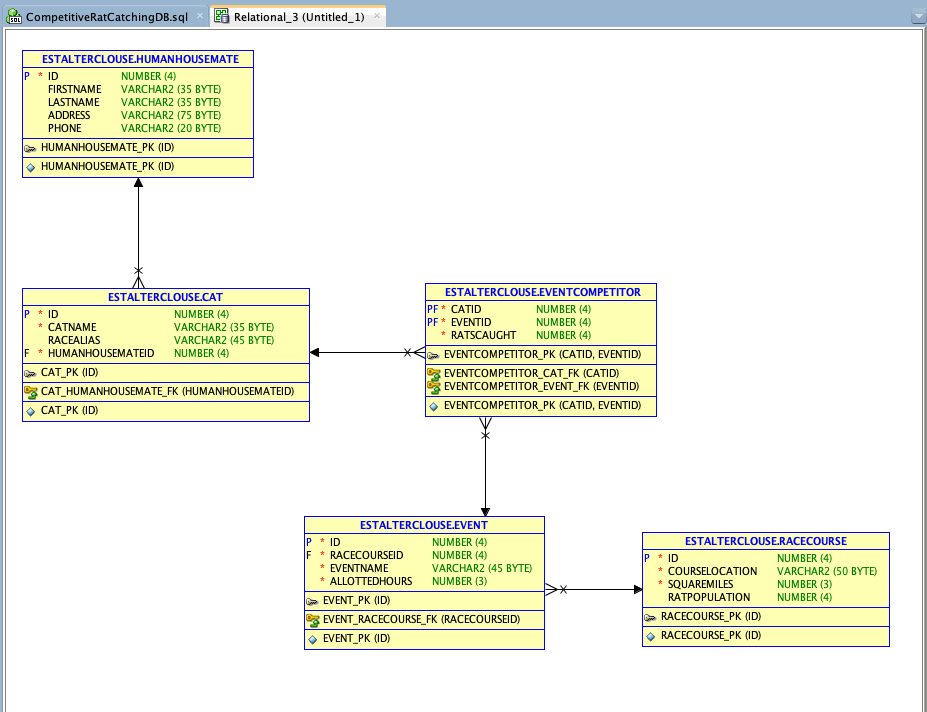 CompetitiveRatCatchingDB.sql
Relational_3 (Untitled_1)
ESTALTERCLOUSE.HUMANHOUSEMATE
P * ID NUMBER (4)
FIRSTNAME VARCHAR2 (35 BYTE)
LASTNAME VARCHAR2 (35 BYTE)
ADDRESS VARCHAR2 (75 BYTE)
PHONE VARCHAR2 (20 BYTE)
HUMANHOUSEMATE_PK (ID)
HUMANHOUSEMATE_PK (ID)
ESTALTERCLOUSE.CAT
P * ID NUMBER (4)
* CATNAME VARCHAR2 (35 BYTE)
RACEALIAS VARCHAR2 (45 BYTE)
F * HUMANHOUSEMATEID NUMBER (4)
CAT_PK (ID)
CAT_HUMANHOUSEMATE_FK (HUMANHOUSEMATEID)
CAT_PK (ID)
ESTALTERCLOUSE.EVENTCOMPETITOR
PF * CATID NUMBER (4)
PF * EVENTID NUMBER (4)
* RATSCAUGHT NUMBER (4)
EVENTCOMPETITOR_PK (CATID, EVENTID)
EVENTCOMPETITOR_CAT_FK (CATID)
EVENTCOMPETITOR_EVENT_FK (EVENTID)
EVENTCOMPETITOR_PK (CATID, EVENTID)
ESTALTERCLOUSE.EVENT
P * ID NUMBER (4)
F * RACECOURSEID NUMBER (4)
* EVENTNAME VARCHAR2 (45 BYTE)
* ALLOTTEDHOURS NUMBER (3)
EVENT_PK (ID)
EVENT_RACECOURSE_FK (RACECOURSEID)
EVENT_PK (ID)
ESTALTERCLOUSE.RACECOURSE
P * ID NUMBER (4)
* COURSELOCATION VARCHAR2 (50 BYTE)
* SQUAREMILES NUMBER (3)
RATPOPULATION NUMBER (4)
RACECOURSE_PK (ID)
RACECOURSE_PK (ID)